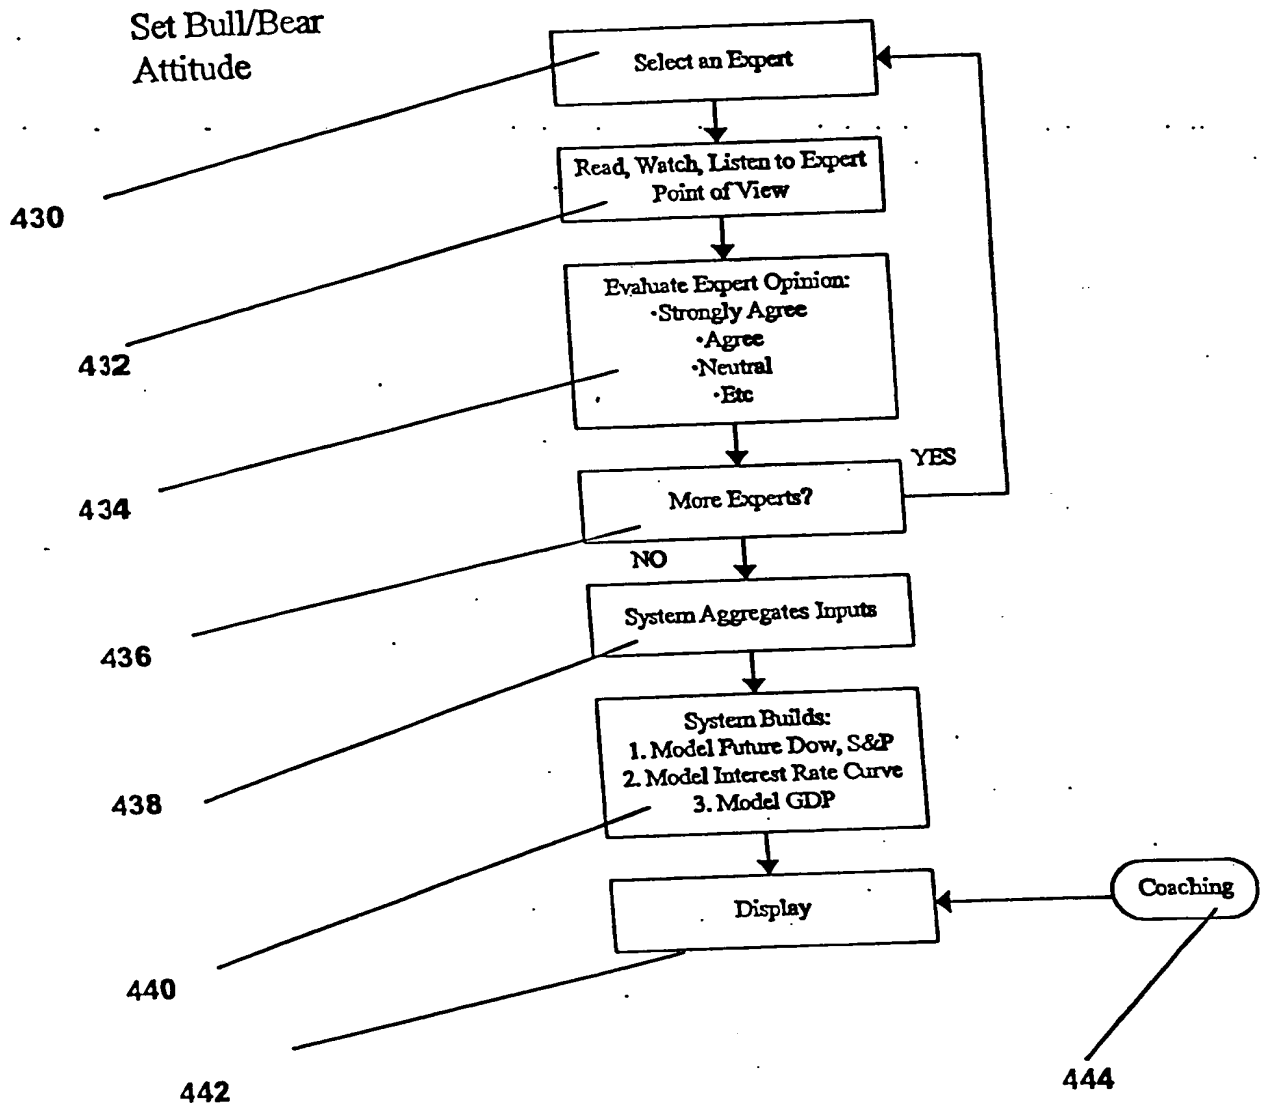 Set Bull/Bear
Attitude
Select an Expert
430
Read, Watch, Listen to Expert
Point of View
432
Evaluate Expert Opinion:
•Strongly Agree
•Agree
•Neutral
•Etc
434
More Experts?
YES
NO
436
System Aggregates Inputs
438
System Builds:
1. Model Future Dow, S&P
2. Model Interest Rate Curve
3. Model GDP
440
Display
Coaching
442
444